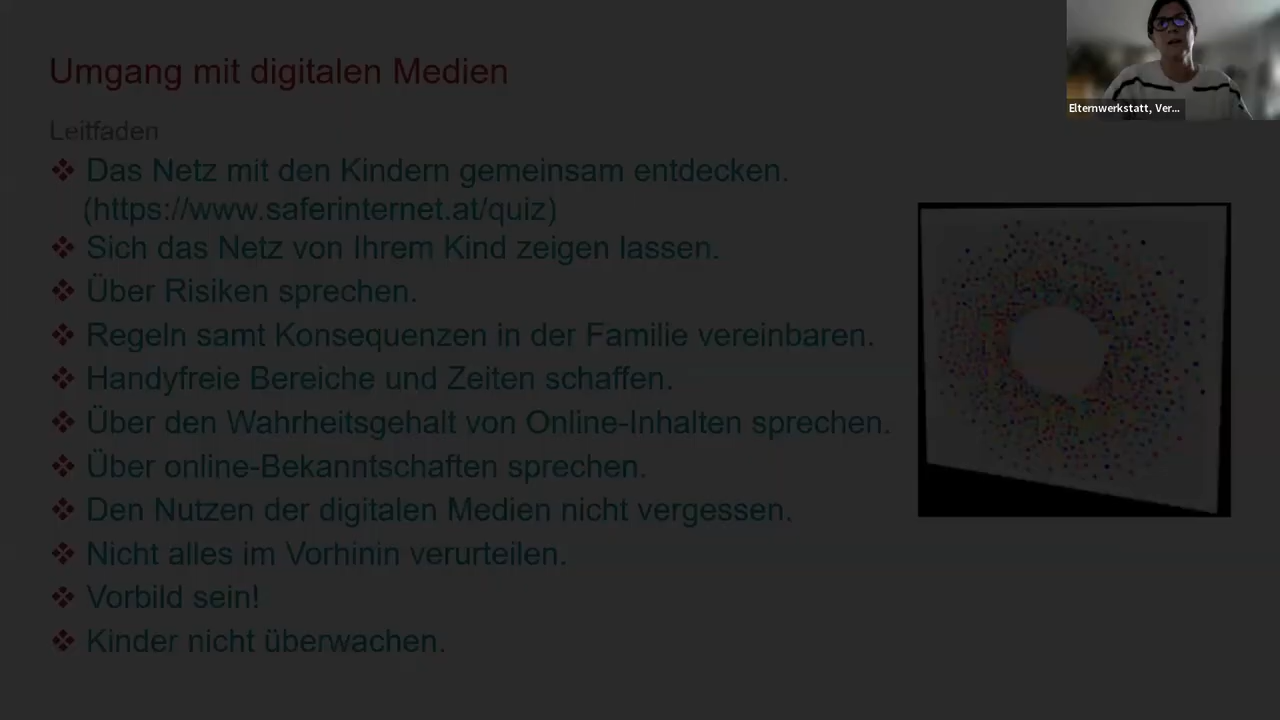 Umgang mit digitalen Medien
Leitfaden
❖ Das Netz mit den Kindern gemeinsam entdecken.
(https://www.saferinternet.at/quiz)
❖ Sich das Netz von Ihrem Kind zeigen lassen.
❖ Über Risiken sprechen.
❖ Regeln samt Konsequenzen in der Familie vereinbaren.
❖ Handyfreie Bereiche und Zeiten schaffen.
❖ Über den Wahrheitsgehalt von Online-Inhalten sprechen.
❖ Über online-Bekanntschaften sprechen.
❖ Den Nutzen der digitalen Medien nicht vergessen.
❖ Nicht alles im Vorhinin verurteilen.
❖ Vorbild sein!
❖ Kinder nicht überwachen.
Elternwerkstatt, Ver...